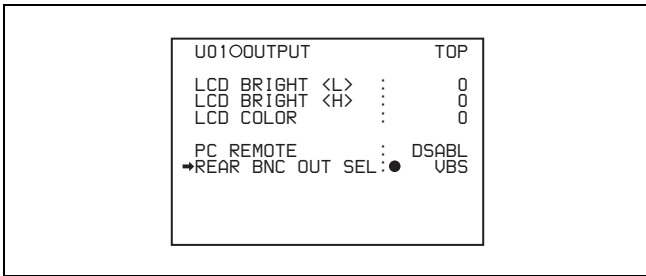 U01○OUTPUT TOP
LCD BRIGHT <L> : 0
LCD BRIGHT <H> : 0
LCD COLOR : 0
PC REMOTE : DSABL
➡REAR BNC OUT SEL:● VBS